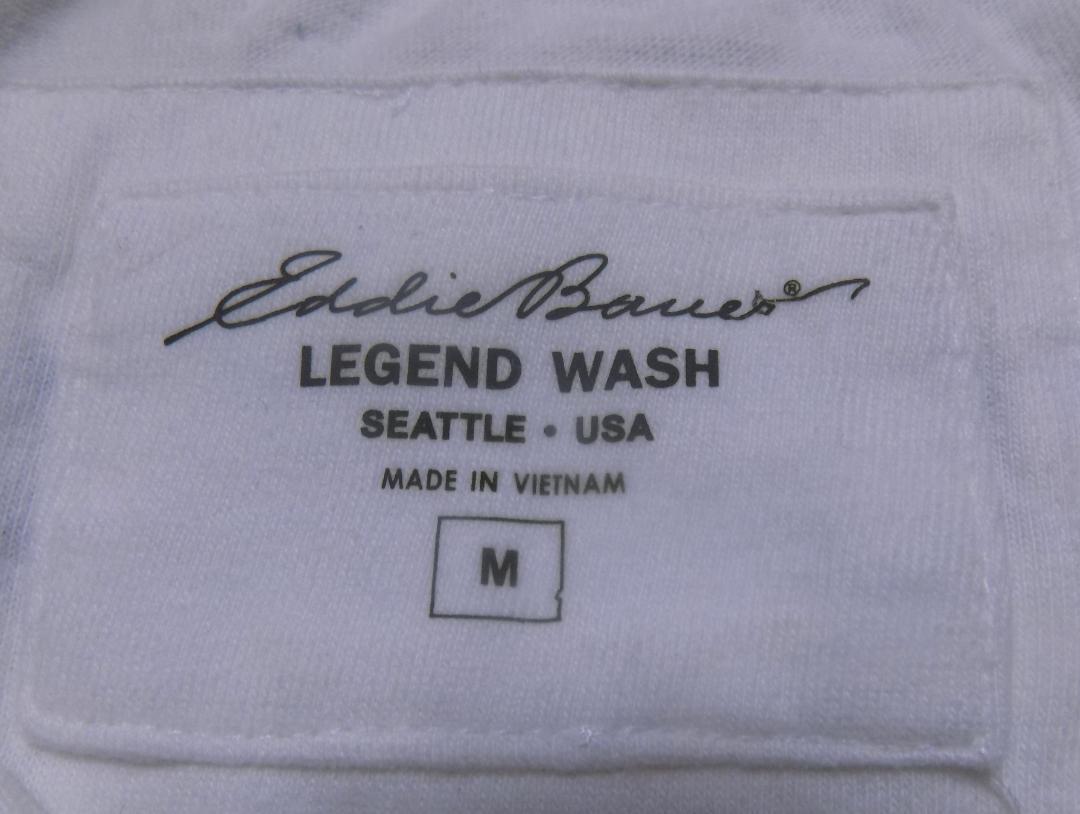 Eddie Bauer®
LEGEND WASH
SEATTLE • USA
MADE IN VIETNAM
M